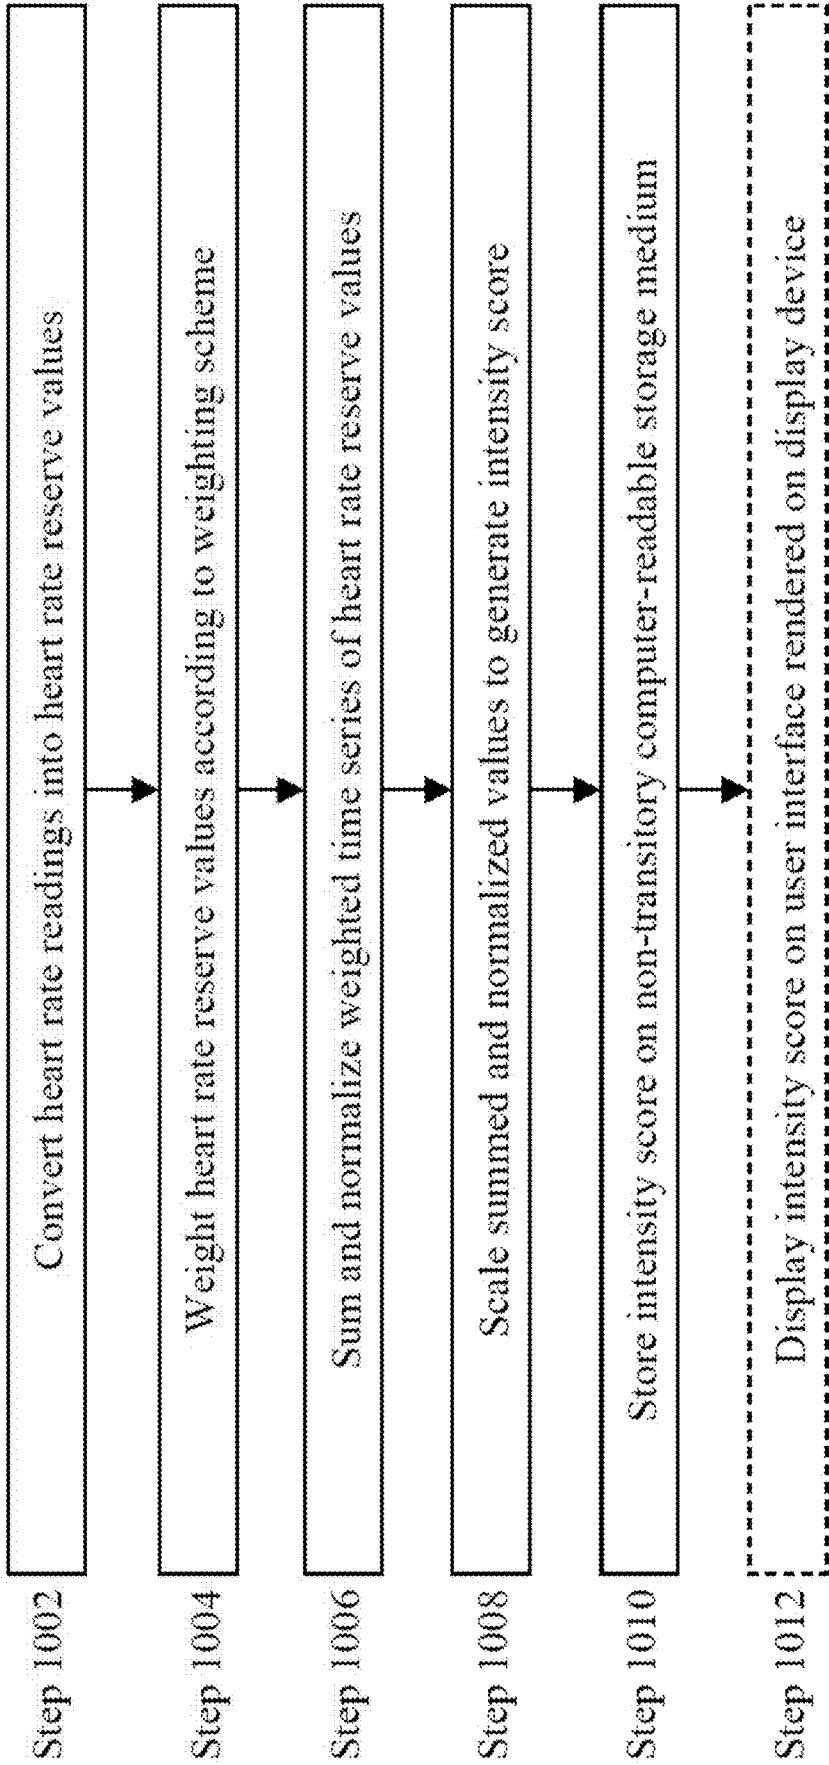 Step 1002 Convert heart rate readings into heart rate reserve values
Step 1004 Weight heart rate reserve values according to weighting scheme
Step 1006 Sum and normalize weighted time series of heart rate reserve values
Step 1008 Scale summed and normalized values to generate intensity score
Step 1010 Store intensity score on non-transitory computer-readable storage medium
Step 1012 Display intensity score on user interface rendered on display device